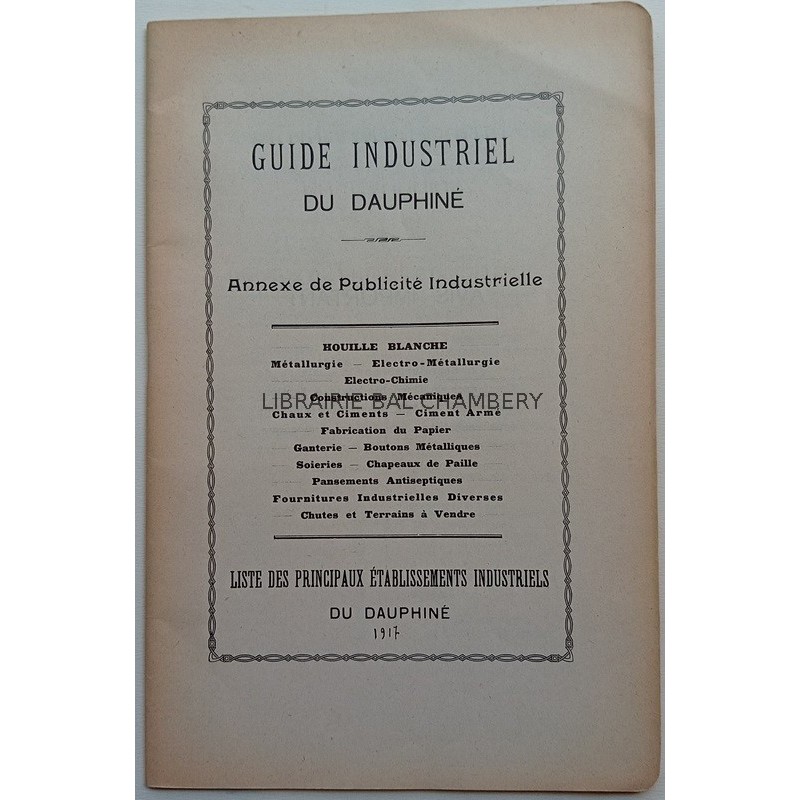 GUIDE INDUSTRIEL
DU DAUPHINÉ
Annexe de Publicité Industrielle
HOUILLE BLANCHE
Métallurgie — Electro-Métallurgie
Electro-Chimie
Constructions Mécaniques
LIBRAIRIE BAL CHAMBERY
Chaux et Ciments — Ciment Armé
Fabrication du Papier
Ganterie — Boutons Métalliques
Soieries — Chapeaux de Paille
Pansements Antiseptiques
Fournitures Industrielles Diverses
Chutes et Terrains à Vendre
LISTE DES PRINCIPAUX ÉTABLISSEMENTS INDUSTRIELS
DU DAUPHINÉ
1917